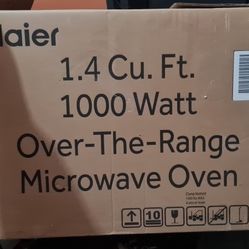 Haier
1.4 Cu. Ft.
1000 Watt
Over-The-Range
Microwave Oven
10